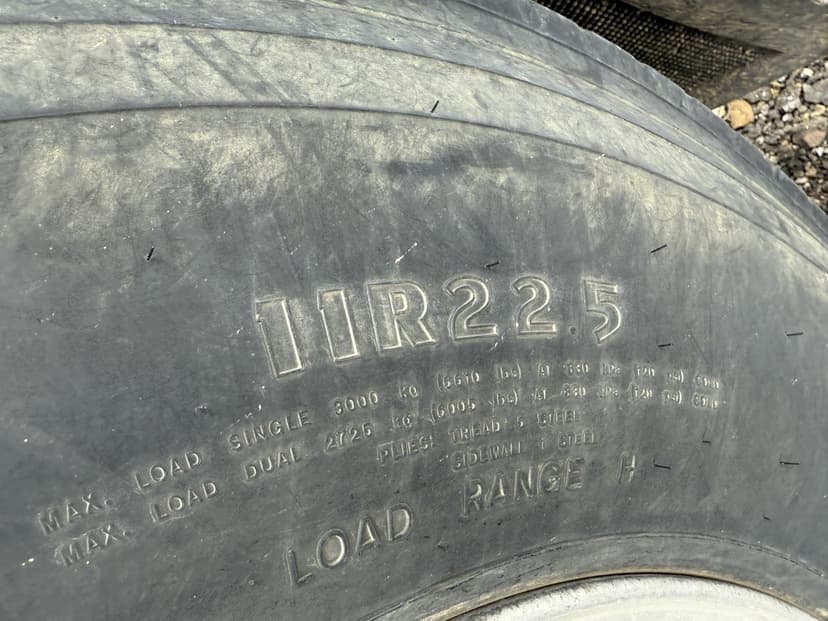 11R22.5
MAX. LOAD SINGLE 3000 KG (6610 lbs) AT 830 kPa (120 psi) COLD
MAX. LOAD DUAL 2725 KG (6005 lbs) AT 830 kPa (120 psi) COLD
PLIES: TREAD 5 STEEL
SIDEWALL 1 STEEL
LOAD RANGE H